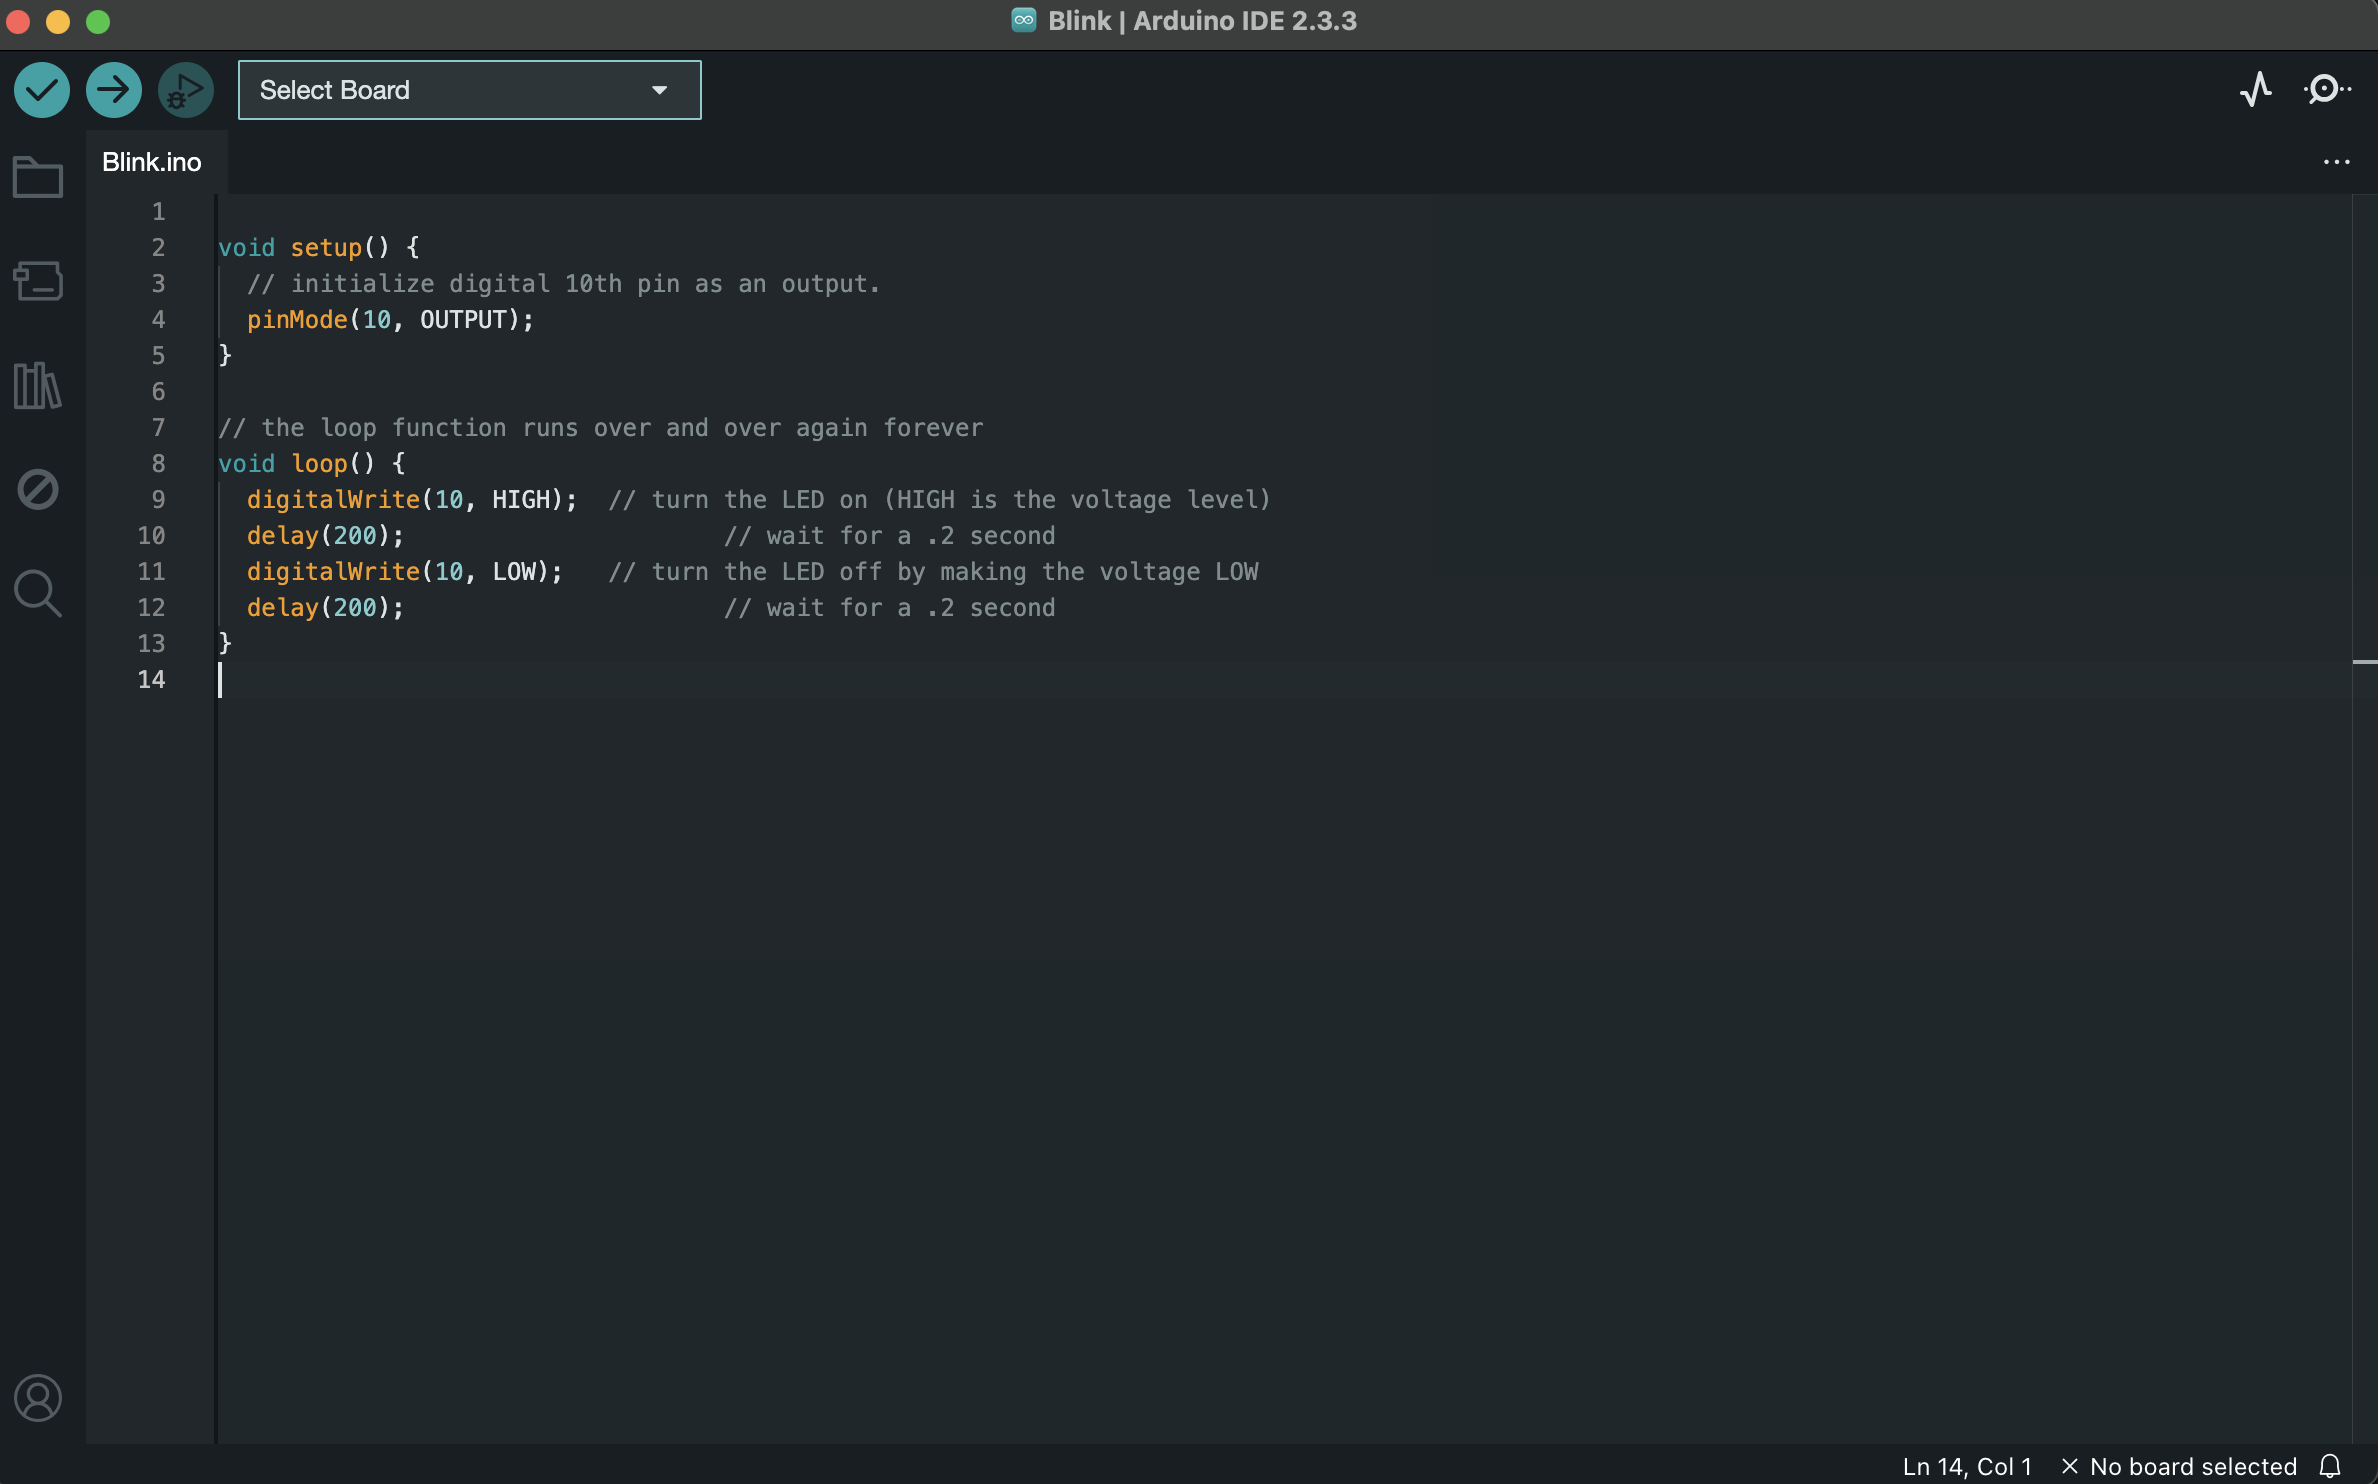 Blink | Arduino IDE 2.3.3
Select Board
Blink.ino
1
2 void setup() {
3   // initialize digital 10th pin as an output.
4   pinMode(10, OUTPUT);
5 }
6
7 // the loop function runs over and over again forever
8 void loop() {
9   digitalWrite(10, HIGH);  // turn the LED on (HIGH is the voltage level)
10   delay(200);                      // wait for a .2 second
11   digitalWrite(10, LOW);   // turn the LED off by making the voltage LOW
12   delay(200);                      // wait for a .2 second
13 }
14
Ln 14, Col 1 × No board selected